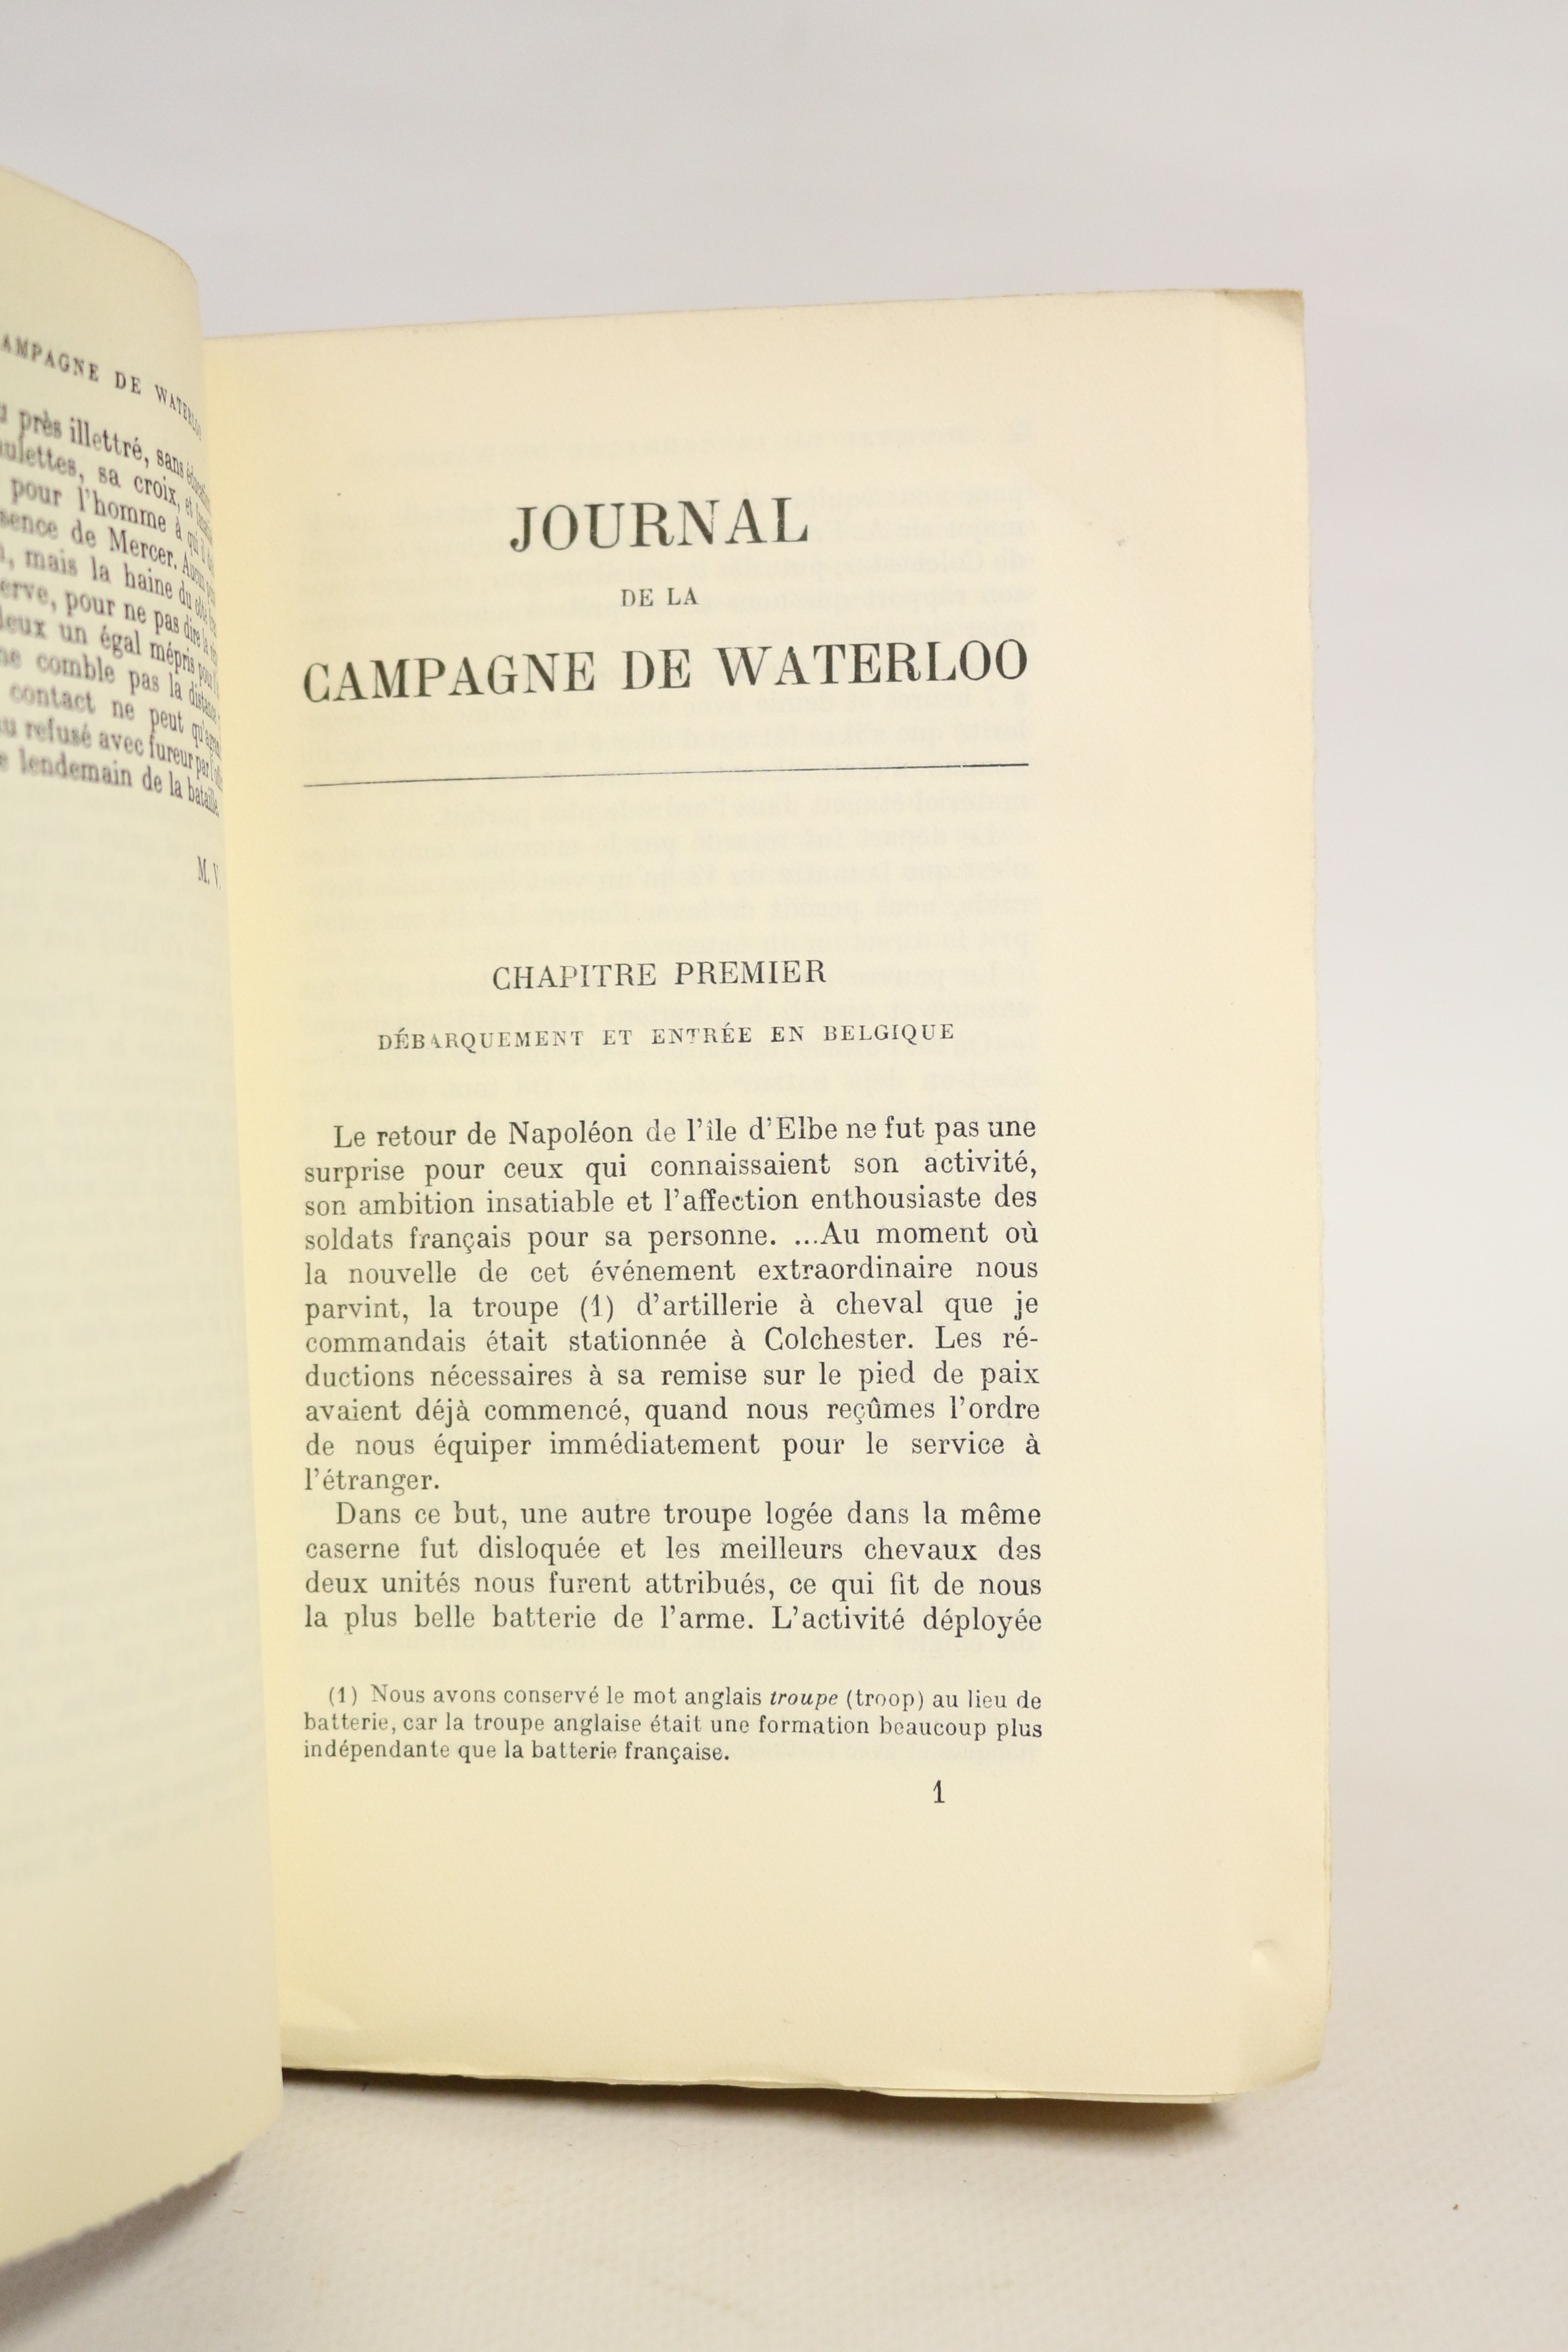 CAMPAGNE DE WATERLOO
près illettré, sans
sa croix, et
pour l'homme à qui il
de Mercer.
mais la haine du
pour ne pas dire la
un égal mépris pour
comble pas la distance
contact ne peut
refusé avec fureur par
lendemain de la bataille.
M. V.
JOURNAL
DE LA
CAMPAGNE DE WATERLOO
CHAPITRE PREMIER
DÉBARQUEMENT ET ENTRÉE EN BELGIQUE
Le retour de Napoléon de l'île d'Elbe ne fut pas une
surprise pour ceux qui connaissaient son activité,
son ambition insatiable et l'affection enthousiaste des
soldats français pour sa personne. ...Au moment où
la nouvelle de cet événement extraordinaire nous
parvint, la troupe (1) d'artillerie à cheval que je
commandais était stationnée à Colchester. Les ré-
ductions nécessaires à sa remise sur le pied de paix
avaient déjà commencé, quand nous reçûmes l'ordre
de nous équiper immédiatement pour le service à
l'étranger.
Dans ce but, une autre troupe logée dans la même
caserne fut disloquée et les meilleurs chevaux des
deux unités nous furent attribués, ce qui fit de nous
la plus belle batterie de l'arme. L'activité déployée
(1) Nous avons conservé le mot anglais troupe (troop) au lieu de
batterie, car la troupe anglaise était une formation beaucoup plus
indépendante que la batterie française.
1